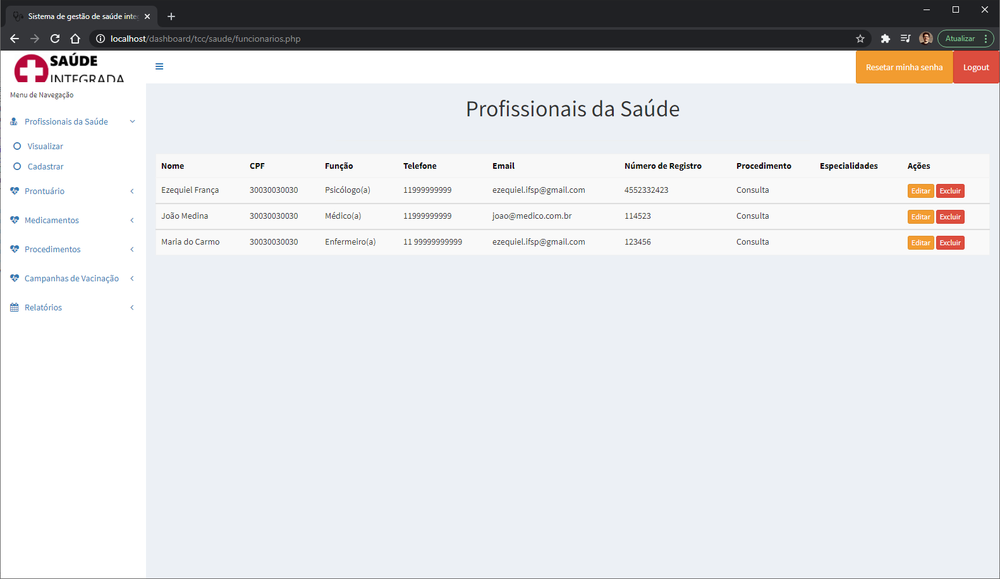 Sistema de gestão de saúde inte
localhost/dashboard/tcc/saude/funcionarios.php
Atualizar
SAÚDE
INTEGRADA
Resetar minha senha
Logout
Menu de Navegação
Profissionais da Saúde
Visualizar
Cadastrar
Prontuário
Medicamentos
Procedimentos
Campanhas de Vacinação
Relatórios
Profissionais da Saúde
Nome CPF Função Telefone Email Número de Registro Procedimento Especialidades Ações
Ezequiel França 30030030030 Psicólogo(a) 11999999999 ezequiel.ifsp@gmail.com 4552332423 Consulta Editar Excluir
João Medina 30030030030 Médico(a) 11999999999 joao@medico.com.br 114523 Consulta Editar Excluir
Maria do Carmo 30030030030 Enfermeiro(a) 11 99999999999 ezequiel.ifsp@gmail.com 123456 Consulta Editar Excluir